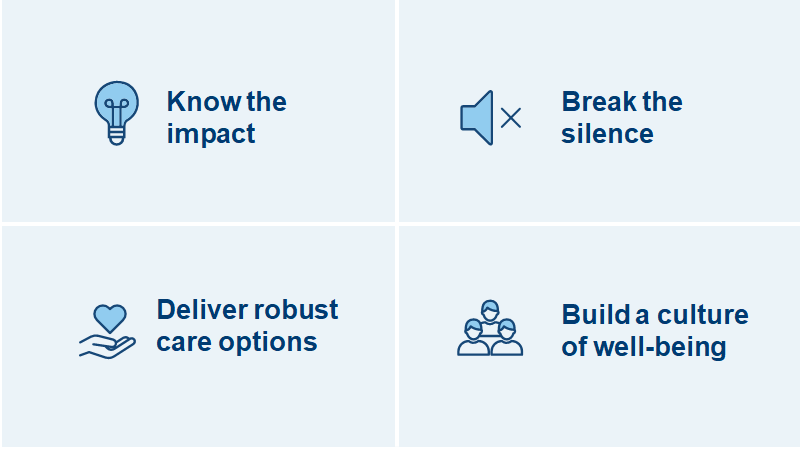 Know the
impact
Break the
silence
Deliver robust
care options
Build a culture
of well-being